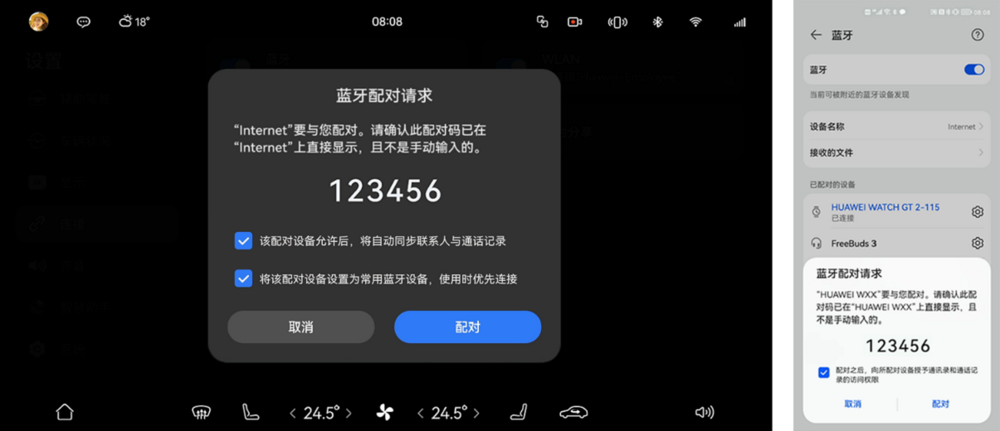 18°
08:08
设置
蓝牙
WLAN
蓝牙配对请求
“Internet”要与您配对。请确认此配对码已在
“Internet”上直接显示，且不是手动输入的。
123456
该配对设备允许后，将自动同步联系人与通话记录
将该配对设备设置为常用蓝牙设备，使用时优先连接
取消
配对
连接
24.5°
24.5°
08:08
蓝牙
蓝牙
当前可被附近的蓝牙设备发现
设备名称
Internet
接收的文件
已配对的设备
HUAWEI WATCH GT 2-115
已连接
FreeBuds 3
蓝牙配对请求
“HUAWEI WXX”要与您配对。请确认此配
对码已在“HUAWEI WXX”上直接显示，且
不是手动输入的。
123456
配对之后，向所配对设备授予通讯录和通话记
录的访问权限
取消
配对